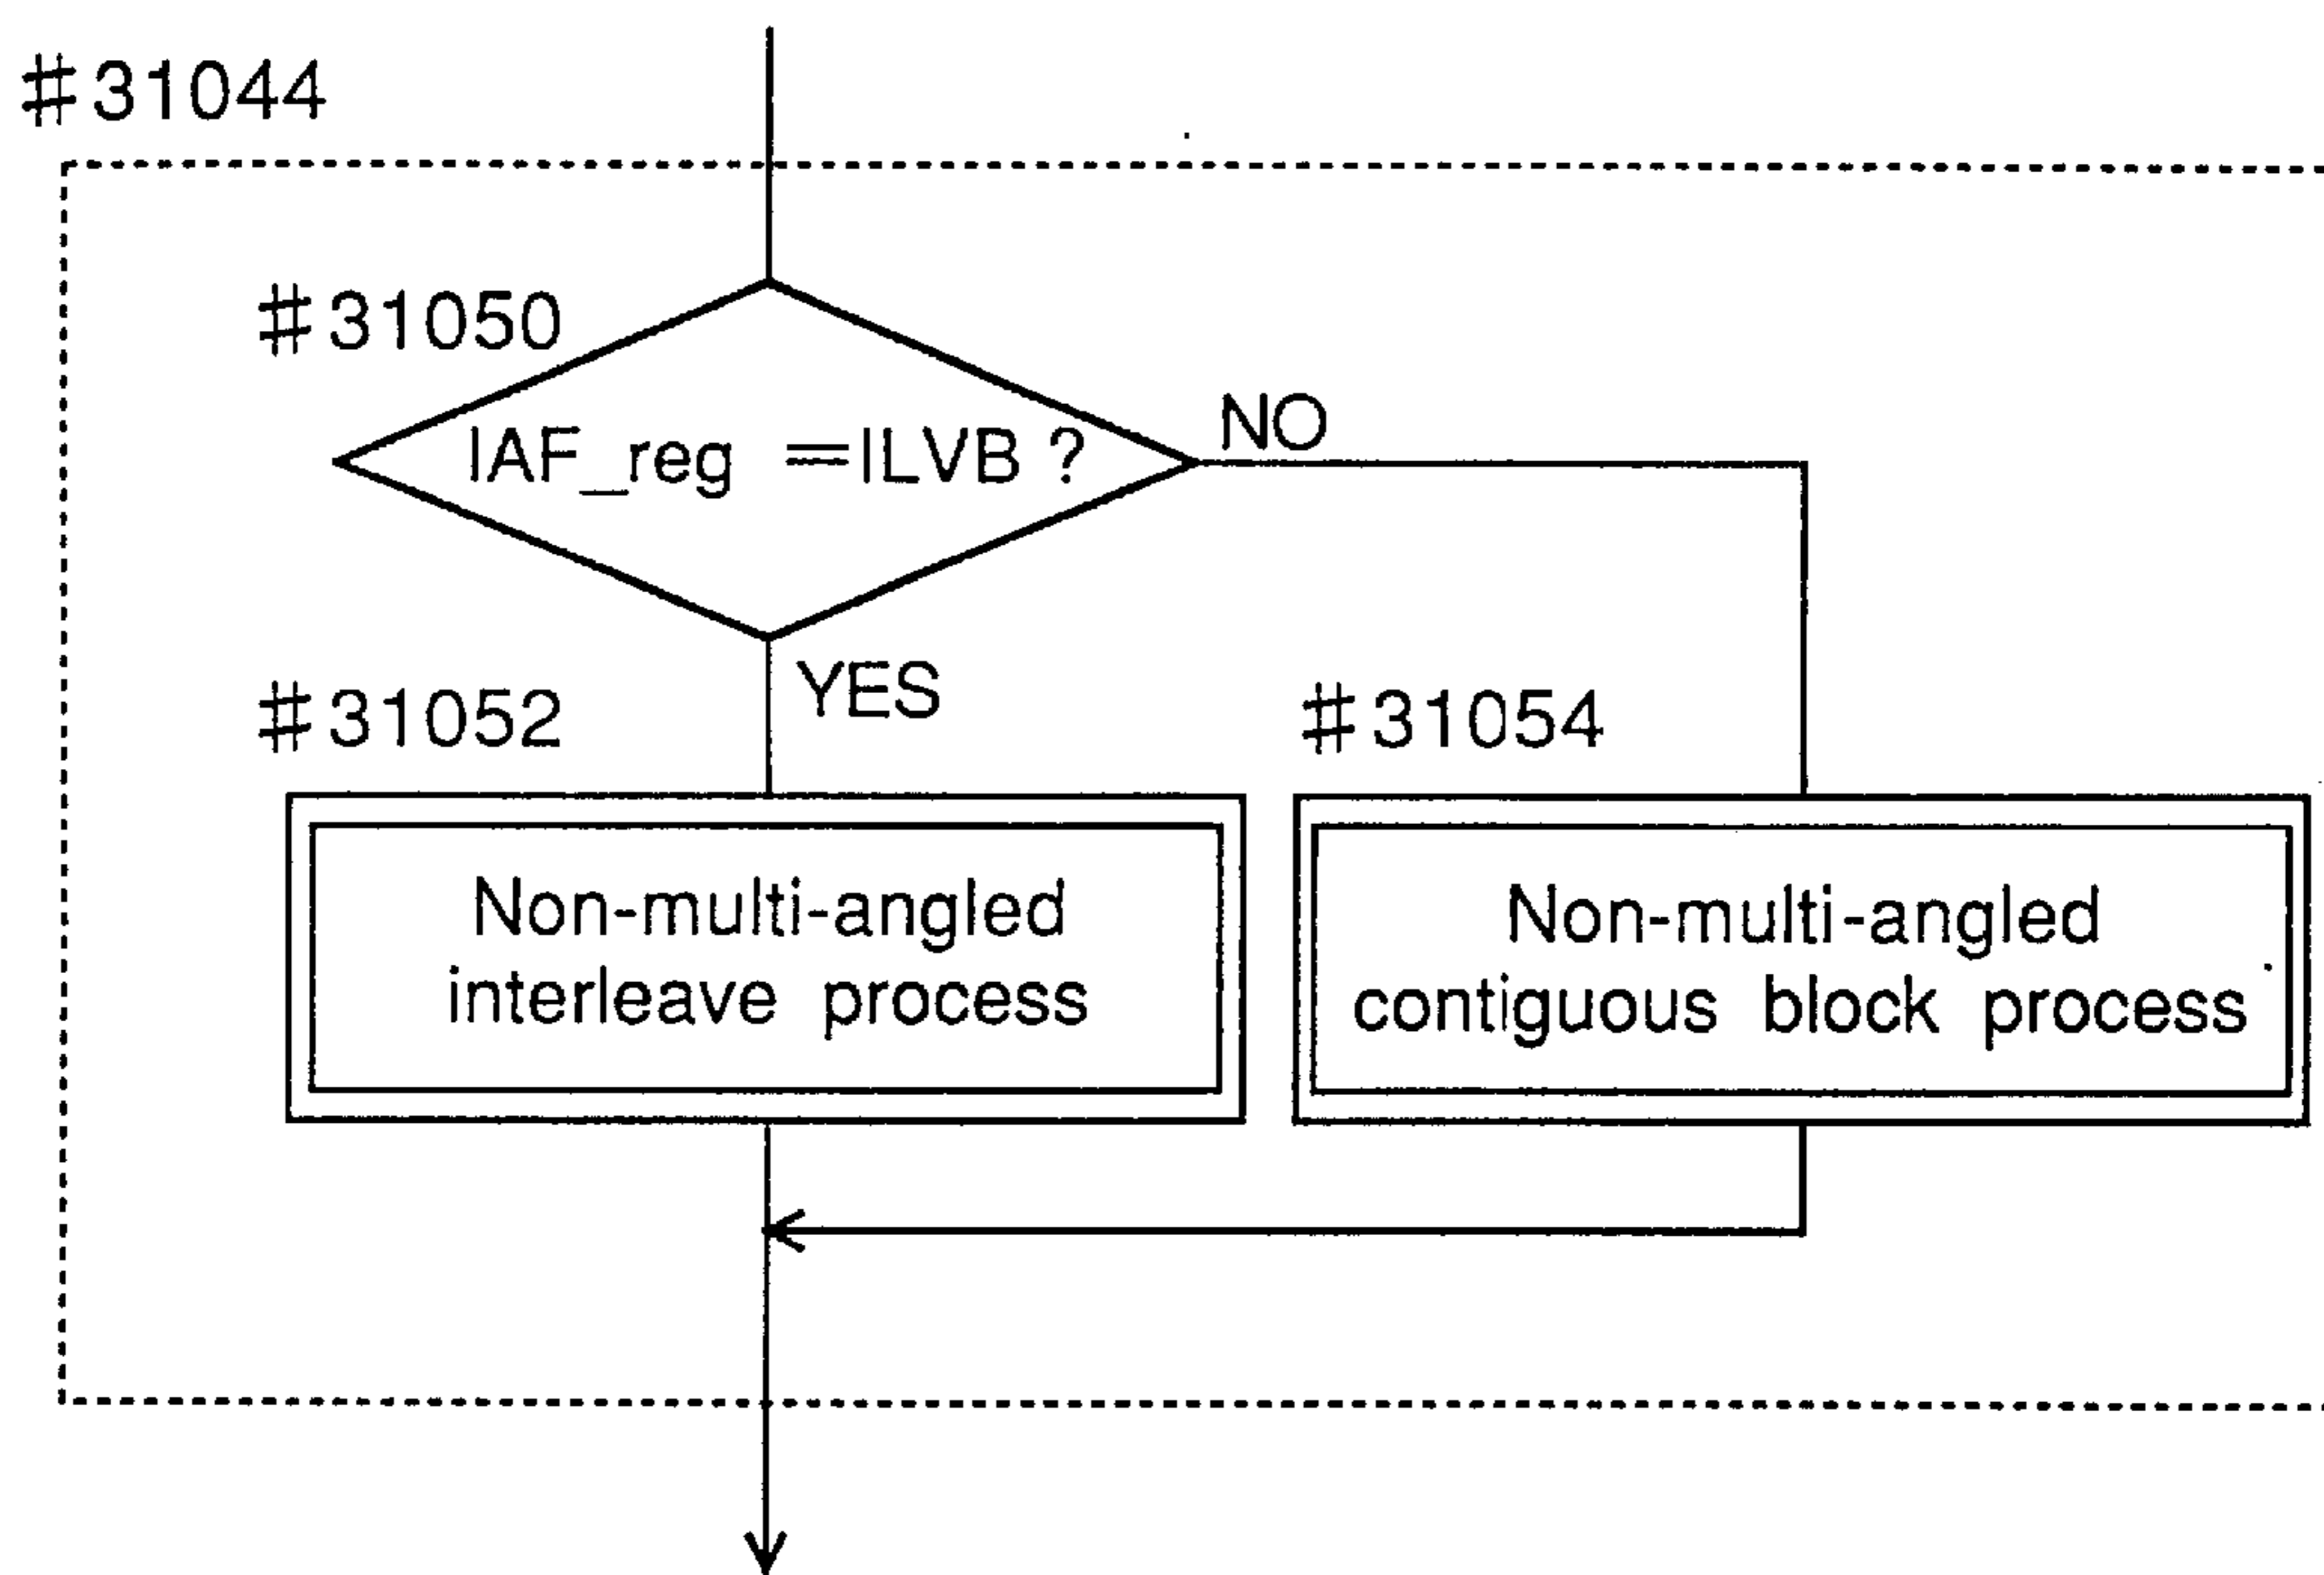 #31044
#31050
IAF_reg =ILVB ?
NO
YES
#31052
#31054
Non-multi-angled
interleave process
Non-multi-angled
contiguous block process